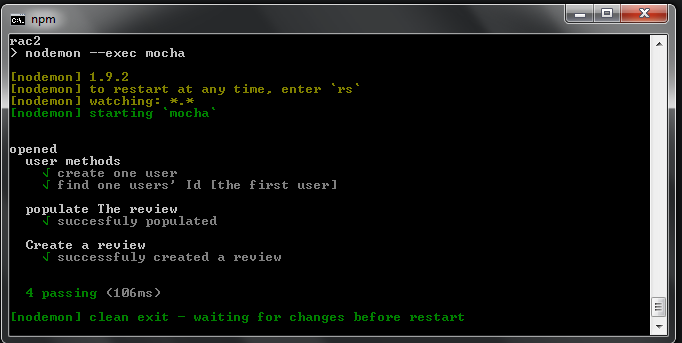 npm
rac2
> nodemon --exec mocha
[nodemon] 1.9.2
[nodemon] to restart at any time, enter `rs`
[nodemon] watching: *.*
[nodemon] starting `mocha`
opened
user methods
√ create one user
√ find one users' Id [the first user]
populate The review
√ succesfuly populated
Create a review
√ successfuly created a review
4 passing (106ms)
[nodemon] clean exit - waiting for changes before restart